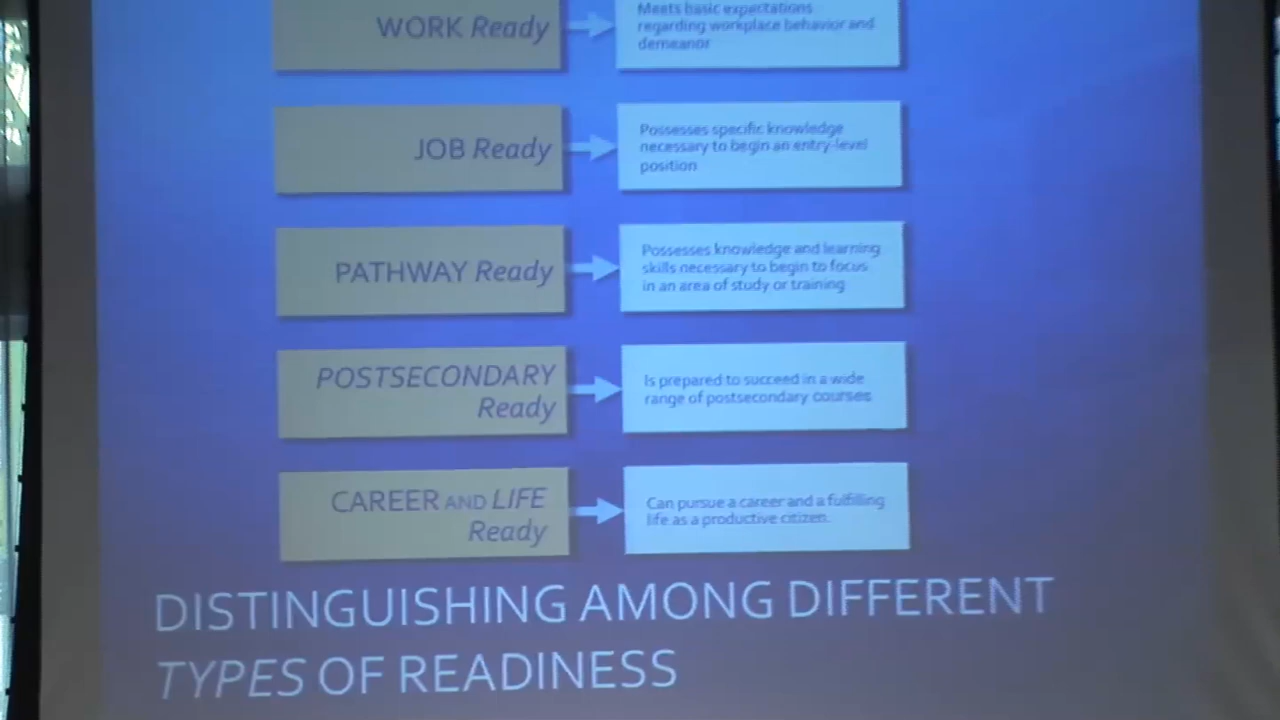 WORK Ready
Meets basic expectations
regarding workplace behavior and
demeanor
JOB Ready
Possesses specific knowledge
necessary to begin an entry-level
position
PATHWAY Ready
Possesses knowledge and learning
skills necessary to begin to focus
in an area of study or training
POSTSECONDARY
Ready
Is prepared to succeed in a wide
range of postsecondary courses
CAREER AND LIFE
Ready
Can pursue a career and a fulfilling
life as a productive citizen.
DISTINGUISHING AMONG DIFFERENT
TYPES OF READINESS